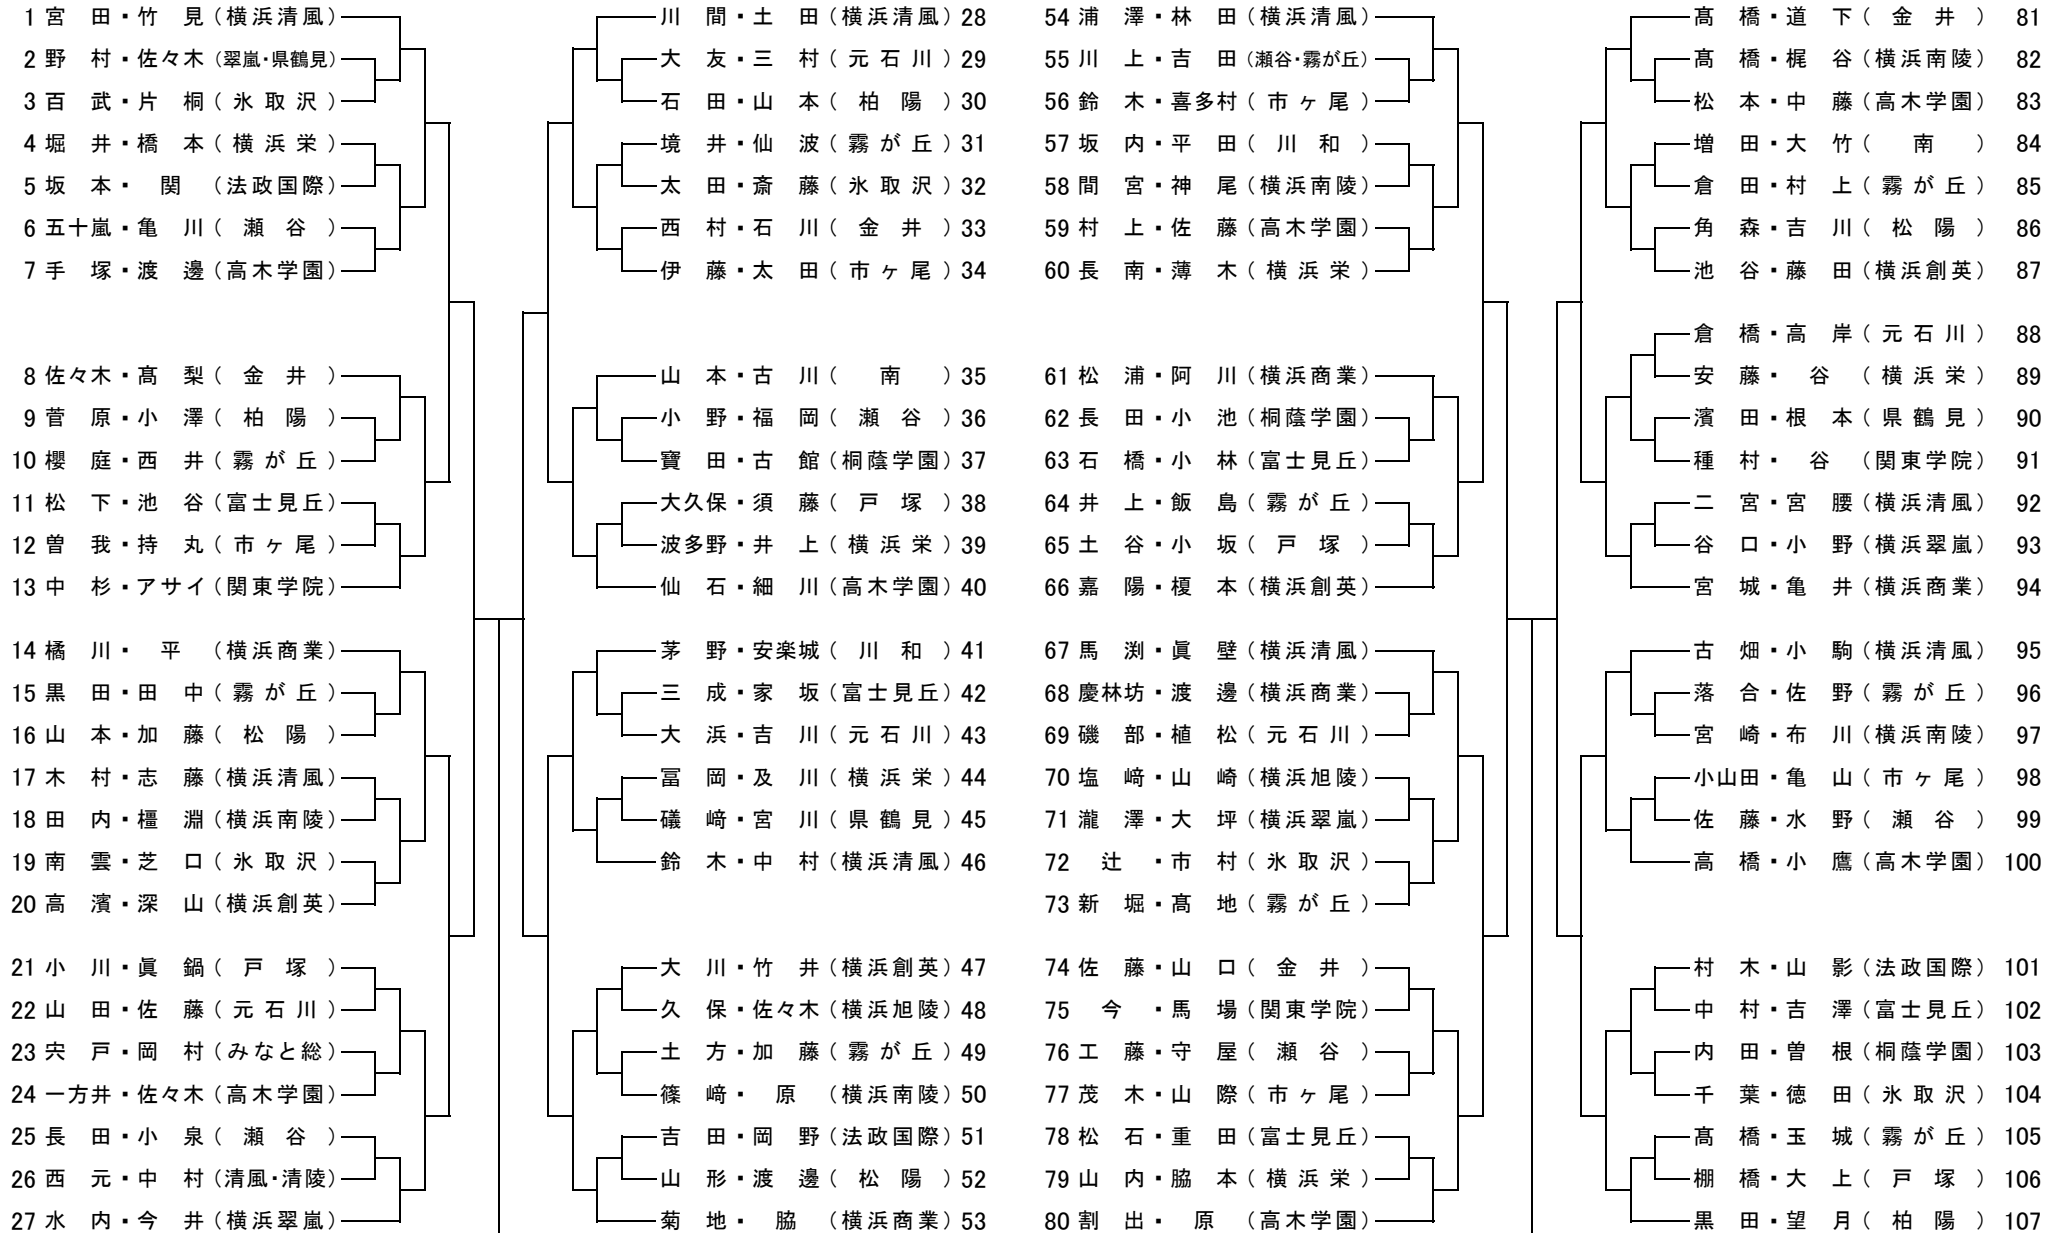 1 宮田・竹見(横浜清風)
2 野村・佐々木(翠嵐・県鶴見)
3 百武・片桐(氷取沢)
4 堀井・橋本(横浜栄)
5 坂本・関(法政国際)
6 五十嵐・亀川(瀬谷)
7 手塚・渡邊(高木学園)
8 佐々木・髙梨(金井)
9 菅原・小澤(柏陽)
10 櫻庭・西井(霧が丘)
11 松下・池谷(富士見丘)
12 曽我・持丸(市ヶ尾)
13 中杉・アサイ(関東学院)
14 橘川・平(横浜商業)
15 黒田・田中(霧が丘)
16 山本・加藤(松陽)
17 木村・志藤(横浜清風)
18 田内・橿淵(横浜南陵)
19 南雲・芝口(氷取沢)
20 高濱・深山(横浜創英)
21 小川・眞鍋(戸塚)
22 山田・佐藤(元石川)
23 宍戸・岡村(みなと総)
24 一方井・佐々木(高木学園)
25 長田・小泉(瀬谷)
26 西元・中村(清風・清陵)
27 水内・今井(横浜翠嵐)
川間・土田(横浜清風)28
大友・三村(元石川)29
石田・山本(柏陽)30
境井・仙波(霧が丘)31
太田・斎藤(氷取沢)32
西村・石川(金井)33
伊藤・太田(市ヶ尾)34
山本・古川(南)35
小野・福岡(瀬谷)36
寶田・古館(桐蔭学園)37
大久保・須藤(戸塚)38
波多野・井上(横浜栄)39
仙石・細川(高木学園)40
茅野・安楽城(川和)41
三成・家坂(富士見丘)42
大浜・吉川(元石川)43
冨岡・及川(横浜栄)44
礒﨑・宮川(県鶴見)45
鈴木・中村(横浜清風)46
大川・竹井(横浜創英)47
久保・佐々木(横浜旭陵)48
土方・加藤(霧が丘)49
篠﨑・原(横浜南陵)50
吉田・岡野(法政国際)51
山形・渡邊(松陽)52
菊地・脇(横浜商業)53
54 浦澤・林田(横浜清風)
55 川上・吉田(瀬谷・霧が丘)
56 鈴木・喜多村(市ヶ尾)
57 坂内・平田(川和)
58 間宮・神尾(横浜南陵)
59 村上・佐藤(高木学園)
60 長南・薄木(横浜栄)
61 松浦・阿川(横浜商業)
62 長田・小池(桐蔭学園)
63 石橋・小林(富士見丘)
64 井上・飯島(霧が丘)
65 土谷・小坂(戸塚)
66 嘉陽・榎本(横浜創英)
67 馬渕・眞壁(横浜清風)
68 慶林坊・渡邊(横浜商業)
69 磯部・植松(元石川)
70 塩﨑・山崎(横浜旭陵)
71 瀧澤・大坪(横浜翠嵐)
72 辻・市村(氷取沢)
73 新堀・髙地(霧が丘)
74 佐藤・山口(金井)
75 今・馬場(関東学院)
76 工藤・守屋(瀬谷)
77 茂木・山際(市ヶ尾)
78 松石・重田(富士見丘)
79 山内・脇本(横浜栄)
80 割出・原(高木学園)
髙橋・道下(金井)81
髙橋・梶谷(横浜南陵)82
松本・中藤(高木学園)83
増田・大竹(南)84
倉田・村上(霧が丘)85
角森・吉川(松陽)86
池谷・藤田(横浜創英)87
倉橋・高岸(元石川)88
安藤・谷(横浜栄)89
濱田・根本(県鶴見)90
種村・谷(関東学院)91
二宮・宮腰(横浜清風)92
谷口・小野(横浜翠嵐)93
宮城・亀井(横浜商業)94
古畑・小駒(横浜清風)95
落合・佐野(霧が丘)96
宮崎・布川(横浜南陵)97
小山田・亀山(市ヶ尾)98
佐藤・水野(瀬谷)99
高橋・小鷹(高木学園)100
村木・山影(法政国際)101
中村・吉澤(富士見丘)102
内田・曽根(桐蔭学園)103
千葉・徳田(氷取沢)104
髙橋・玉城(霧が丘)105
棚橋・大上(戸塚)106
黒田・望月(柏陽)107